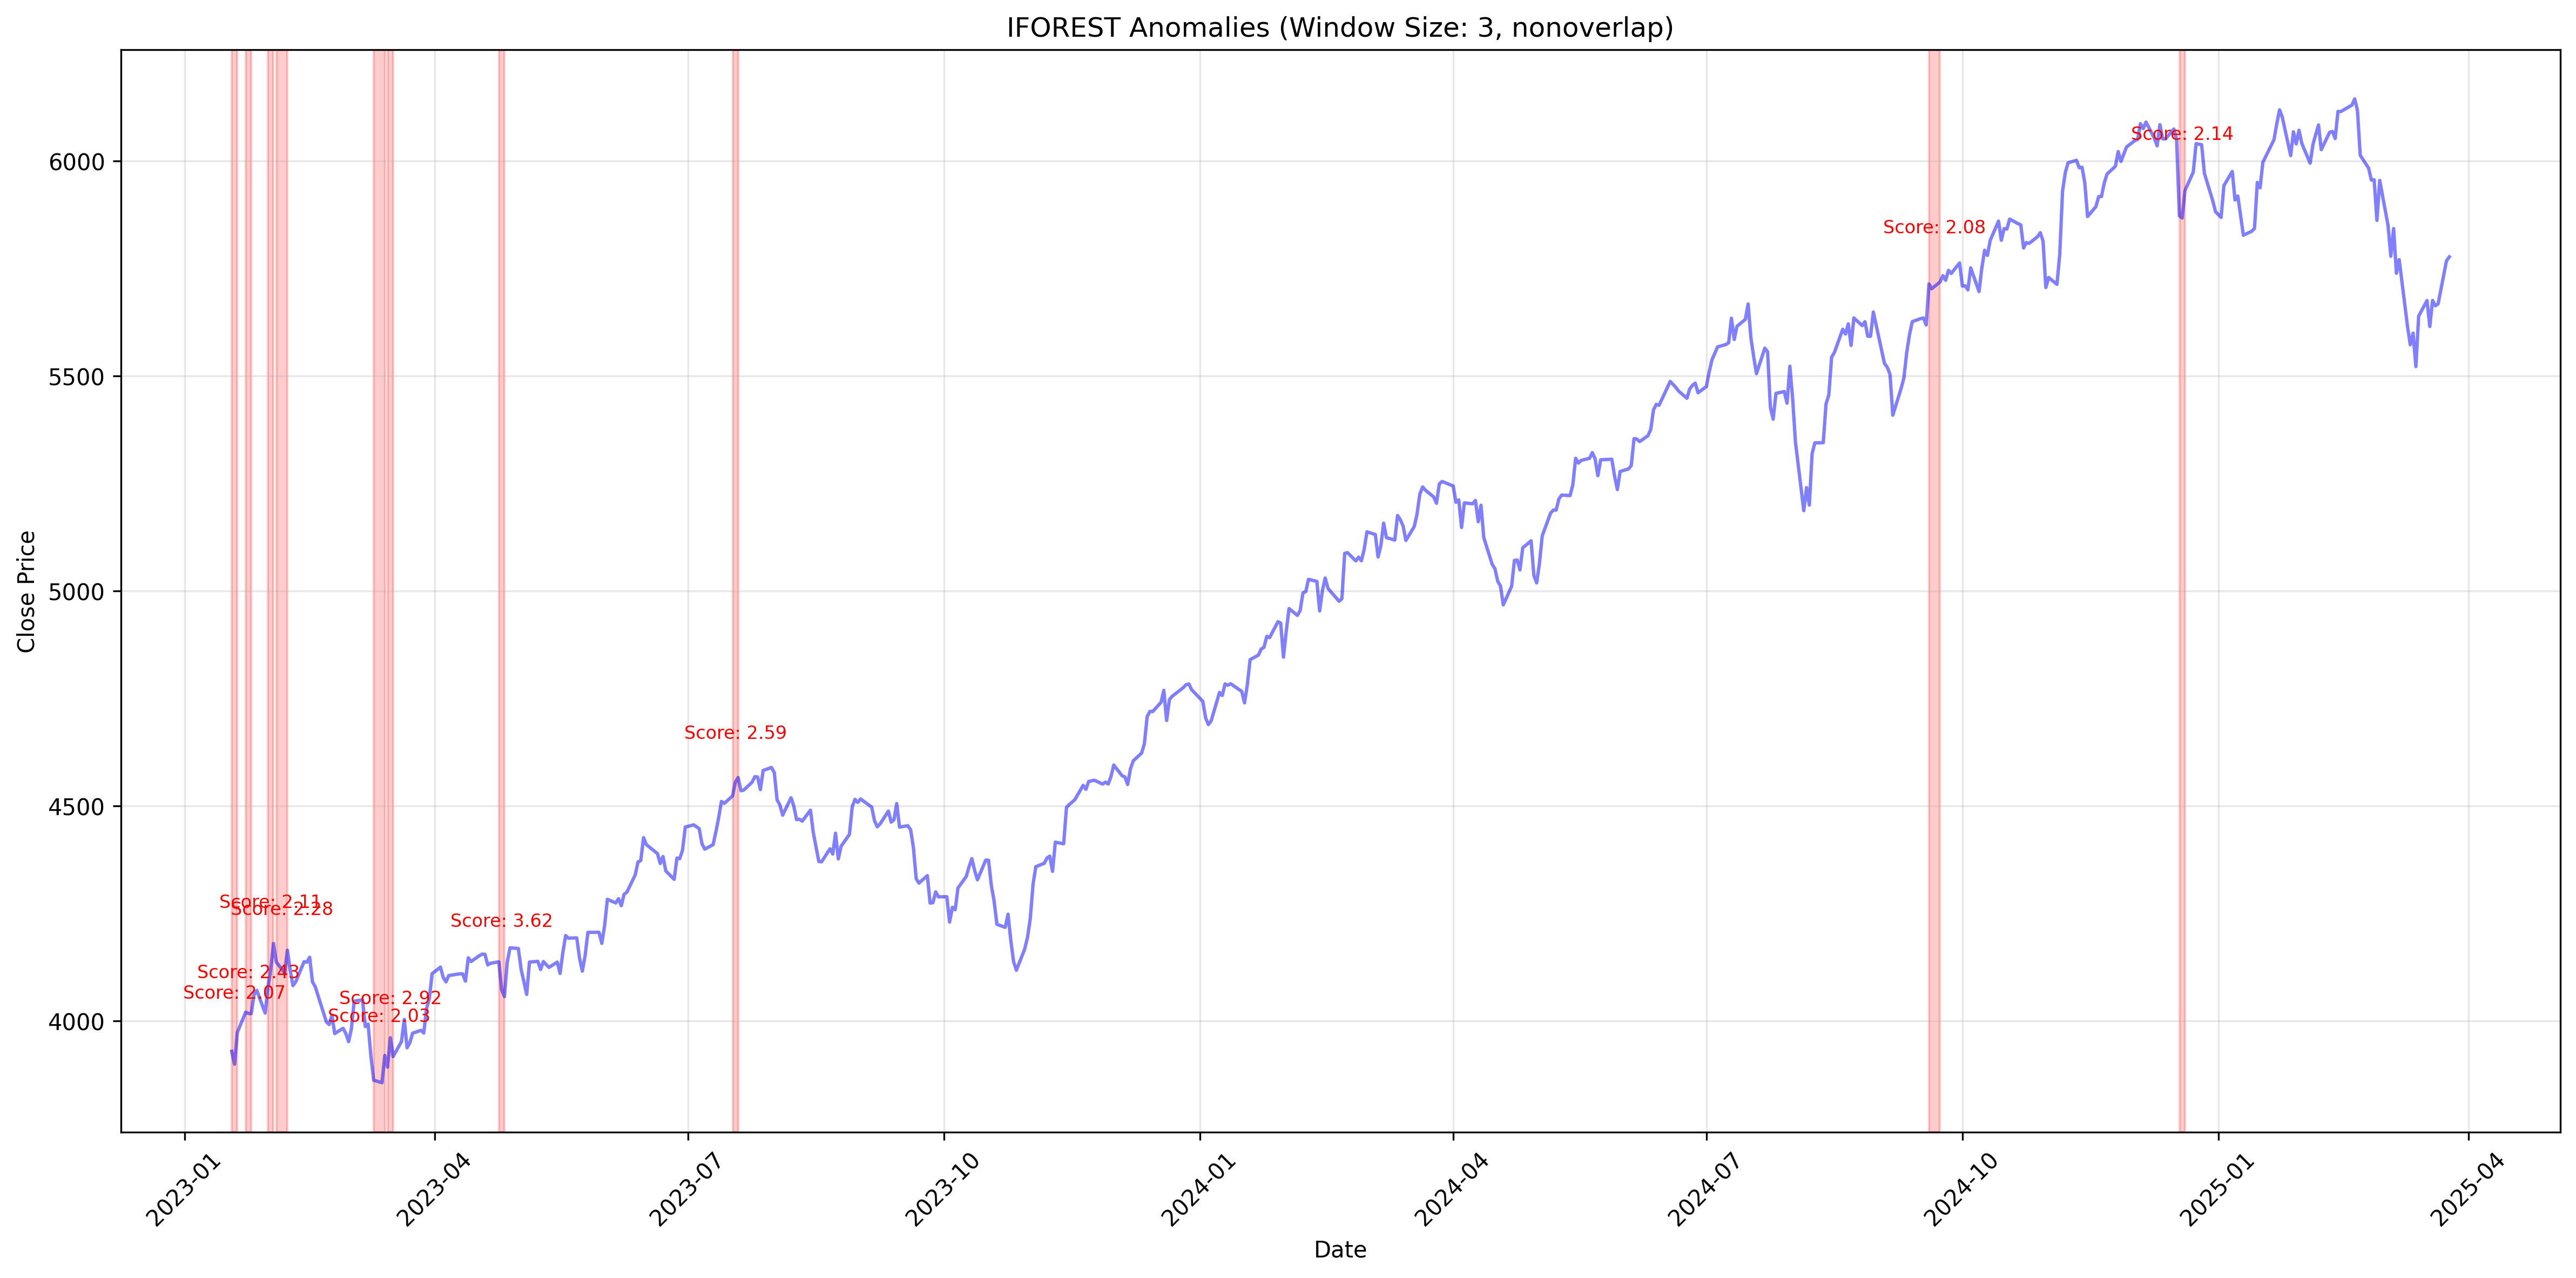 IFOREST Anomalies (Window Size: 3, nonoverlap)
Close Price
6000
5500
5000
4500
4000
Score: 2.14
Score: 2.08
Score: 2.59
Score: 2.11
Score: 2.28
Score: 3.62
Score: 2.43
Score: 2.07
Score: 2.92
Score: 2.03
2023-01
2023-04
2023-07
2023-10
2024-01
2024-04
2024-07
2024-10
2025-01
2025-04
Date